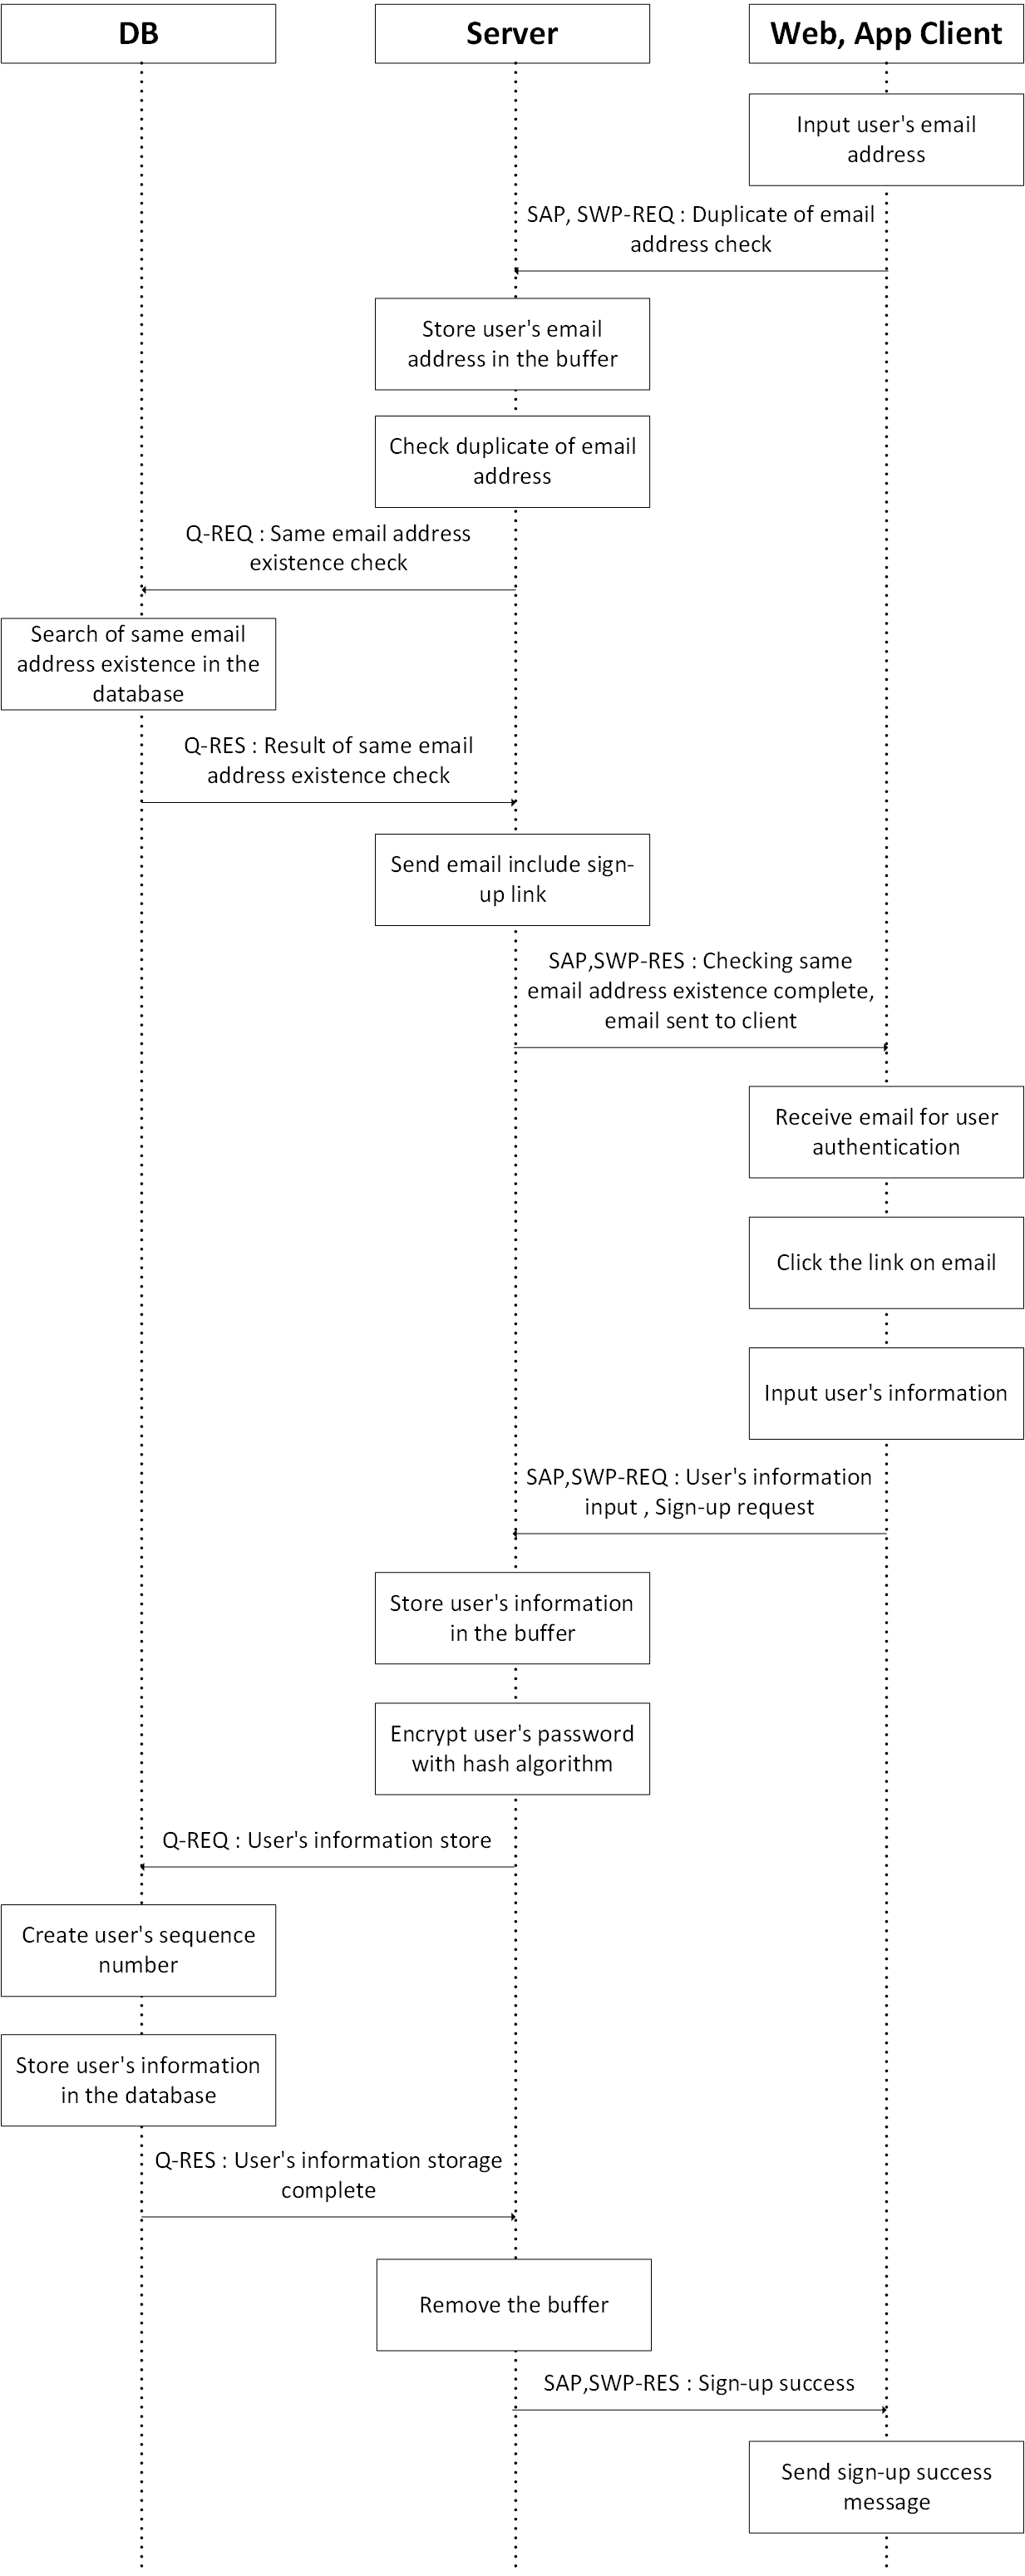 DB
Server
Web, App Client
Input user's email
address
SAP, SWP-REQ : Duplicate of email
address check
Store user's email
address in the buffer
Check duplicate of email
address
Q-REQ : Same email address
existence check
Search of same email
address existence in the
database
Q-RES : Result of same email
address existence check
Send email include sign-
up link
SAP,SWP-RES : Checking same
email address existence complete,
email sent to client
Receive email for user
authentication
Click the link on email
Input user's information
SAP,SWP-REQ : User's information
input , Sign-up request
Store user's information
in the buffer
Encrypt user's password
with hash algorithm
Q-REQ : User's information store
Create user's sequence
number
Store user's information
in the database
Q-RES : User's information storage
complete
Remove the buffer
SAP,SWP-RES : Sign-up success
Send sign-up success
message